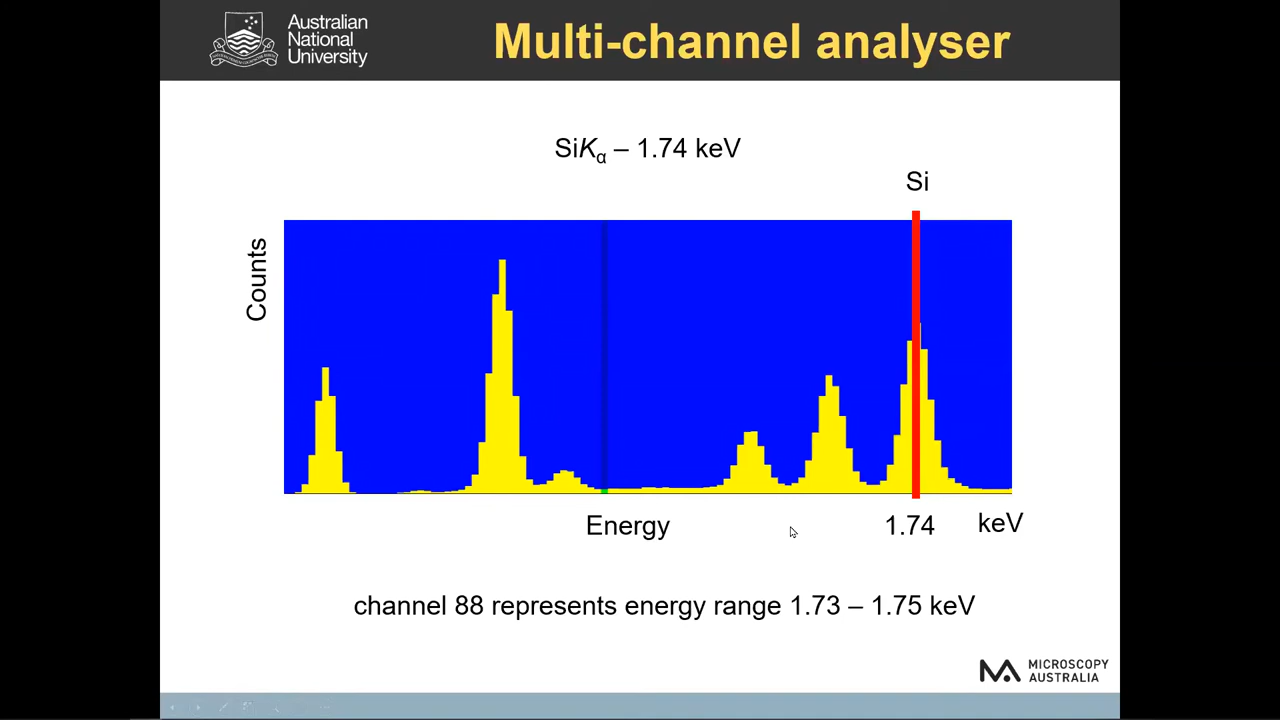 Australian
National
University
Multi-channel analyser
SiKα – 1.74 keV
Si
Counts
Energy
1.74
keV
channel 88 represents energy range 1.73 – 1.75 keV
MICROSCOPY
AUSTRALIA